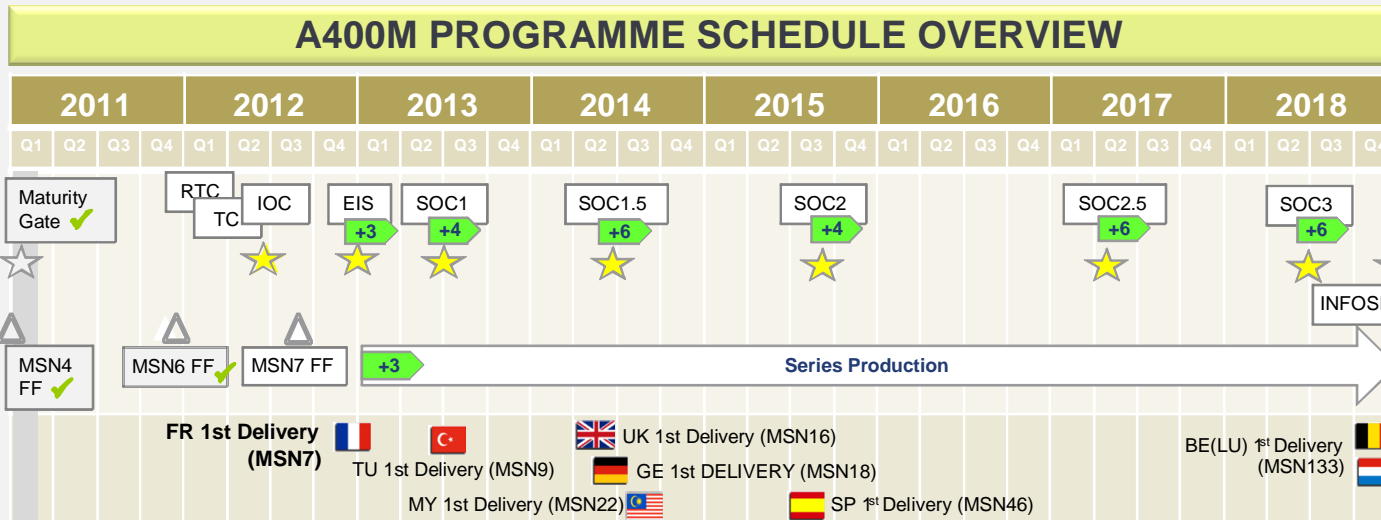 A400M PROGRAMME SCHEDULE OVERVIEW
2011 2012 2013 2014 2015 2016 2017 2018
Q1 Q2 Q3 Q4 Q1 Q2 Q3 Q4 Q1 Q2 Q3 Q4 Q1 Q2 Q3 Q4 Q1 Q2 Q3 Q4 Q1 Q2 Q3 Q4 Q1 Q2 Q3 Q4 Q1 Q2 Q3 Q4
Maturity
Gate
RTC
TC
IOC
EIS
+3
SOC1
+4
SOC1.5
+6
SOC2
+4
SOC2.5
+6
SOC3
+6
MSN4
FF
MSN6 FF
MSN7 FF
+3
Series Production
FR 1st Delivery
(MSN7)
TU 1st Delivery (MSN9)
MY 1st Delivery (MSN22)
UK 1st Delivery (MSN16)
GE 1st DELIVERY (MSN18)
SP 1st Delivery (MSN46)
BE(LU) 1st Delivery
(MSN133)